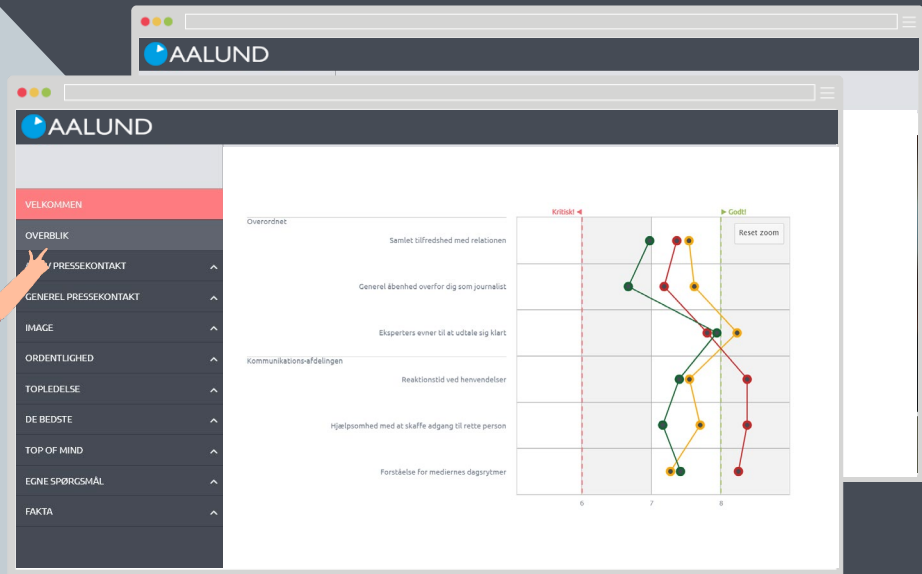 AALUND
AALUND
VELKOMMEN
OVERBLIK
PRESSEKONTAKT
GENEREL PRESSEKONTAKT
IMAGE
ORDENTLIGHED
TOPLEDELSE
DE BEDSTE
TOP OF MIND
EGNE SPØRGSMÅL
FAKTA
Kritisk! ◄
► Godt!
Reset zoom
Overordnet
Samlet tilfredshed med relationen
Generel åbenhed overfor dig som journalist
Eksperters evner til at udtale sig klart
Kommunikations-afdelingen
Reaktionstid ved henvendelser
Hjælpsomhed med at skaffe adgang til rette person
Forståelse for mediernes dagsrytmer
6 7 8